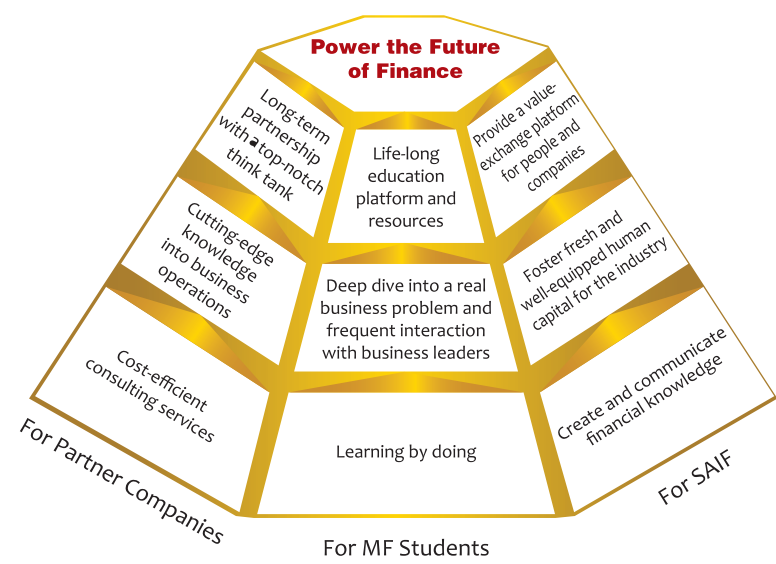 Power the Future
of Finance
Long-term
partnership
with a top-notch
think tank
Life-long
education
platform and
resources
Provide a value-
exchange platform
for people and
companies
Cutting-edge
knowledge
into business
operations
Deep dive into a real
business problem and
frequent interaction
with business leaders
Foster fresh and
well-equipped human
capital for the industry
Cost-efficient
consulting services
Learning by doing
Create and communicate
financial knowledge
For Partner Companies
For MF Students
For SAIF